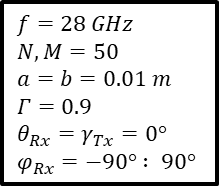 𝑓 = 28 𝐺𝐻𝑧
𝑁, 𝑀 = 50
𝑎 = 𝑏 = 0.01 𝑚
𝛤 = 0.9
𝜃_𝑅𝑥 = 𝛾_𝑇𝑥 = 0°
𝜑_𝑅𝑥 = −90° : 90°